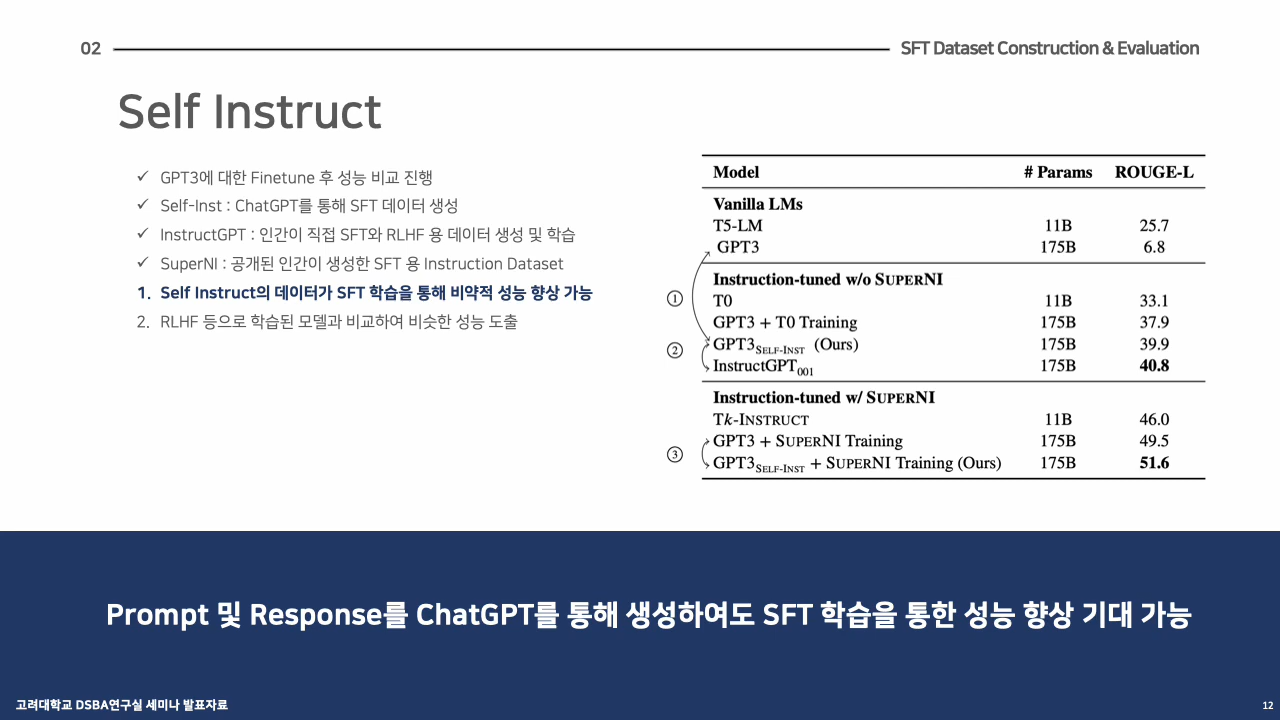 02
SFT Dataset Construction & Evaluation
Self Instruct
✓ GPT3에 대한 Finetune 후 성능 비교 진행
✓ Self-Inst : ChatGPT를 통해 SFT 데이터 생성
✓ InstructGPT : 인간이 직접 SFT와 RLHF 용 데이터 생성 및 학습
✓ SuperNI : 공개된 인간이 생성한 SFT 용 Instruction Dataset
1. Self Instruct의 데이터가 SFT 학습을 통해 비약적 성능 향상 가능
2. RLHF 등으로 학습된 모델과 비교하여 비슷한 성능 도출
Model # Params ROUGE-L
Vanilla LMs
T5-LM 11B 25.7
GPT3 175B 6.8
Instruction-tuned w/o SUPERNI
① T0 11B 33.1
GPT3 + T0 Training 175B 37.9
② GPT3SELF-INST (Ours) 175B 39.9
InstructGPT001 175B 40.8
Instruction-tuned w/ SUPERNI
Tk-INSTRUCT 11B 46.0
③ GPT3 + SUPERNI Training 175B 49.5
GPT3SELF-INST + SUPERNI Training (Ours) 175B 51.6
Prompt 및 Response를 ChatGPT를 통해 생성하여도 SFT 학습을 통한 성능 향상 기대 가능
고려대학교 DSBA연구실 세미나 발표자료
12